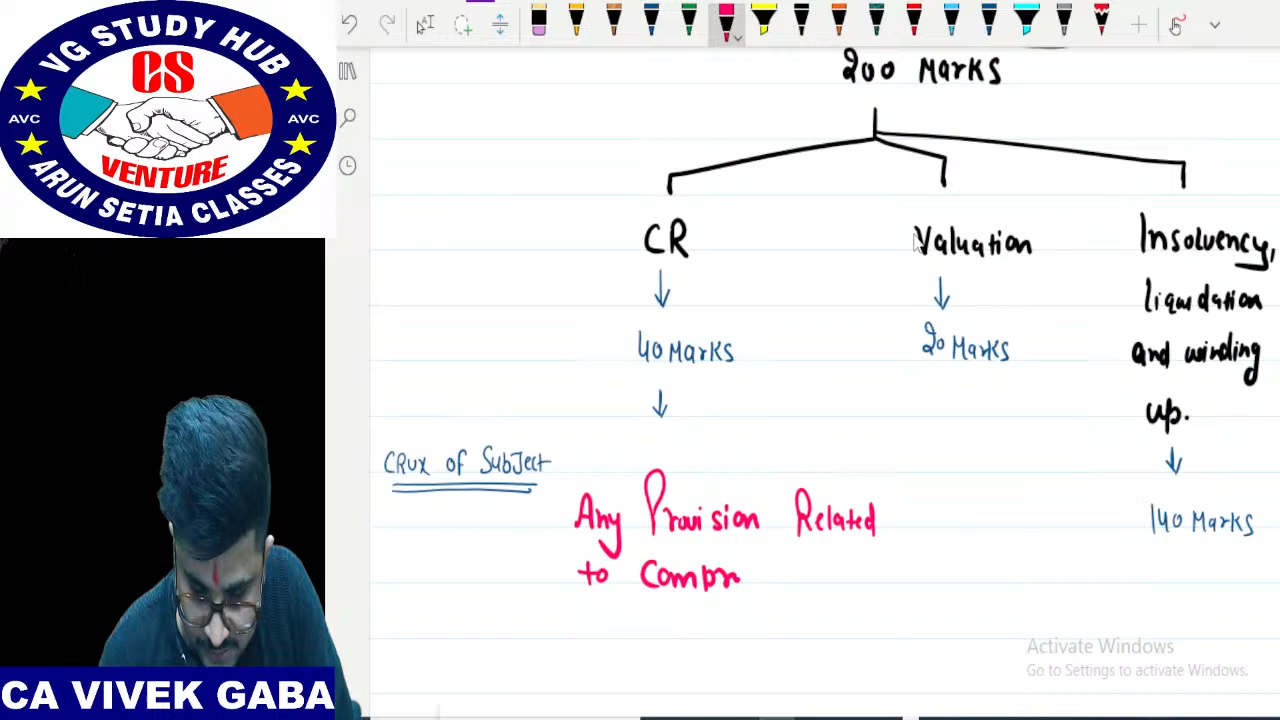 VG STUDY HUB
CS
AVC
AVC
VENTURE
ARUN SETIA CLASSES
200 Marks
CR
Valuation
Insolvency,
liquidation
and winding
up.
40 Marks
20 Marks
140 Marks
CRUX of SubJect
Any Provision Related
to Compr
Activate Windows
Go to Settings to activate Windows.
CA VIVEK GABA